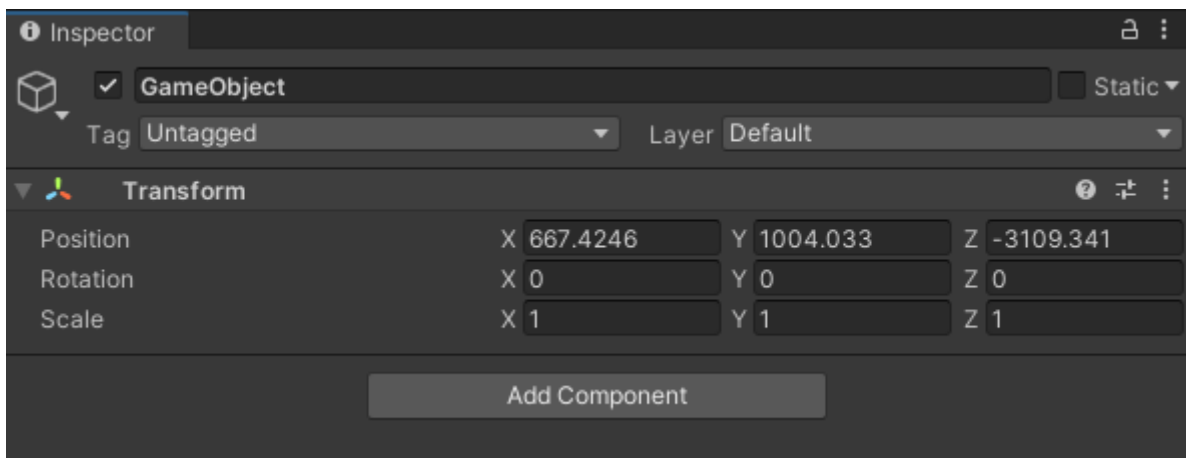 Inspector
GameObject Static
Tag Untagged Layer Default
Transform
Position X 667.4246 Y 1004.033 Z -3109.341
Rotation X 0 Y 0 Z 0
Scale X 1 Y 1 Z 1
Add Component